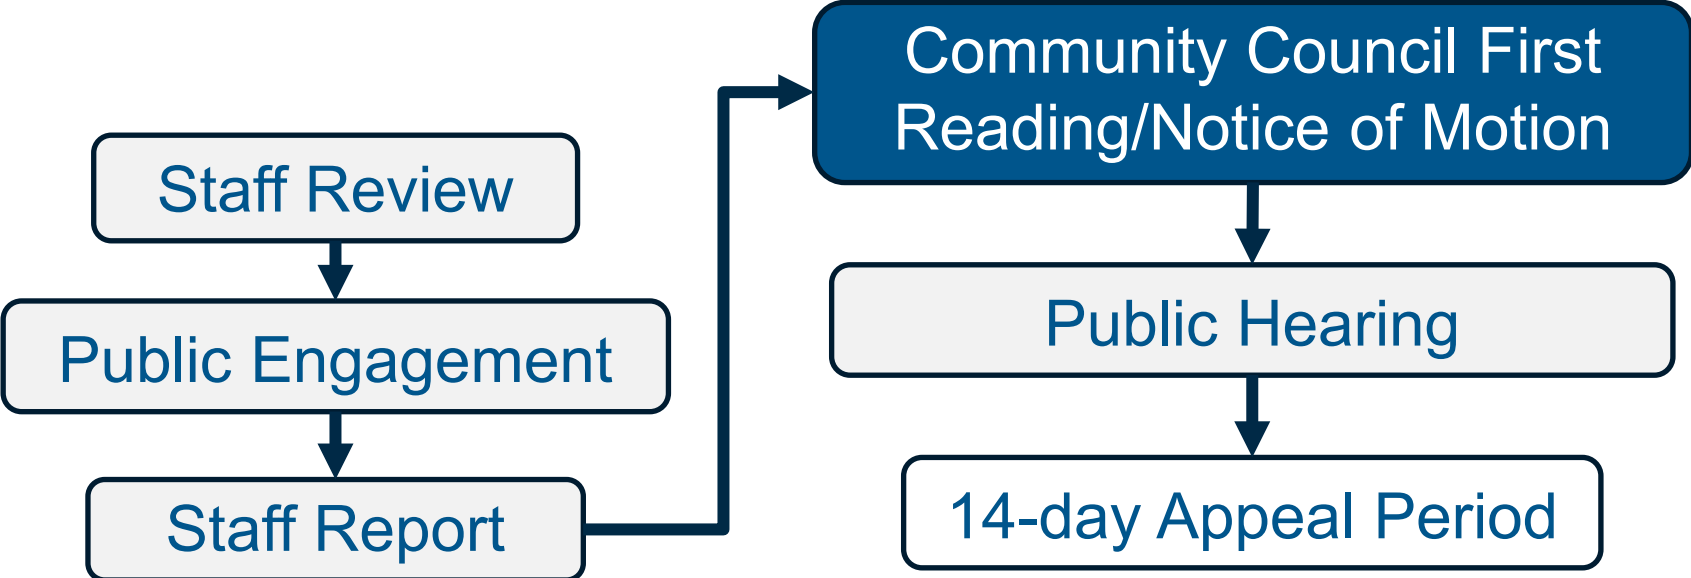 Staff Review
Public Engagement
Staff Report
Community Council First
Reading/Notice of Motion
Public Hearing
14-day Appeal Period